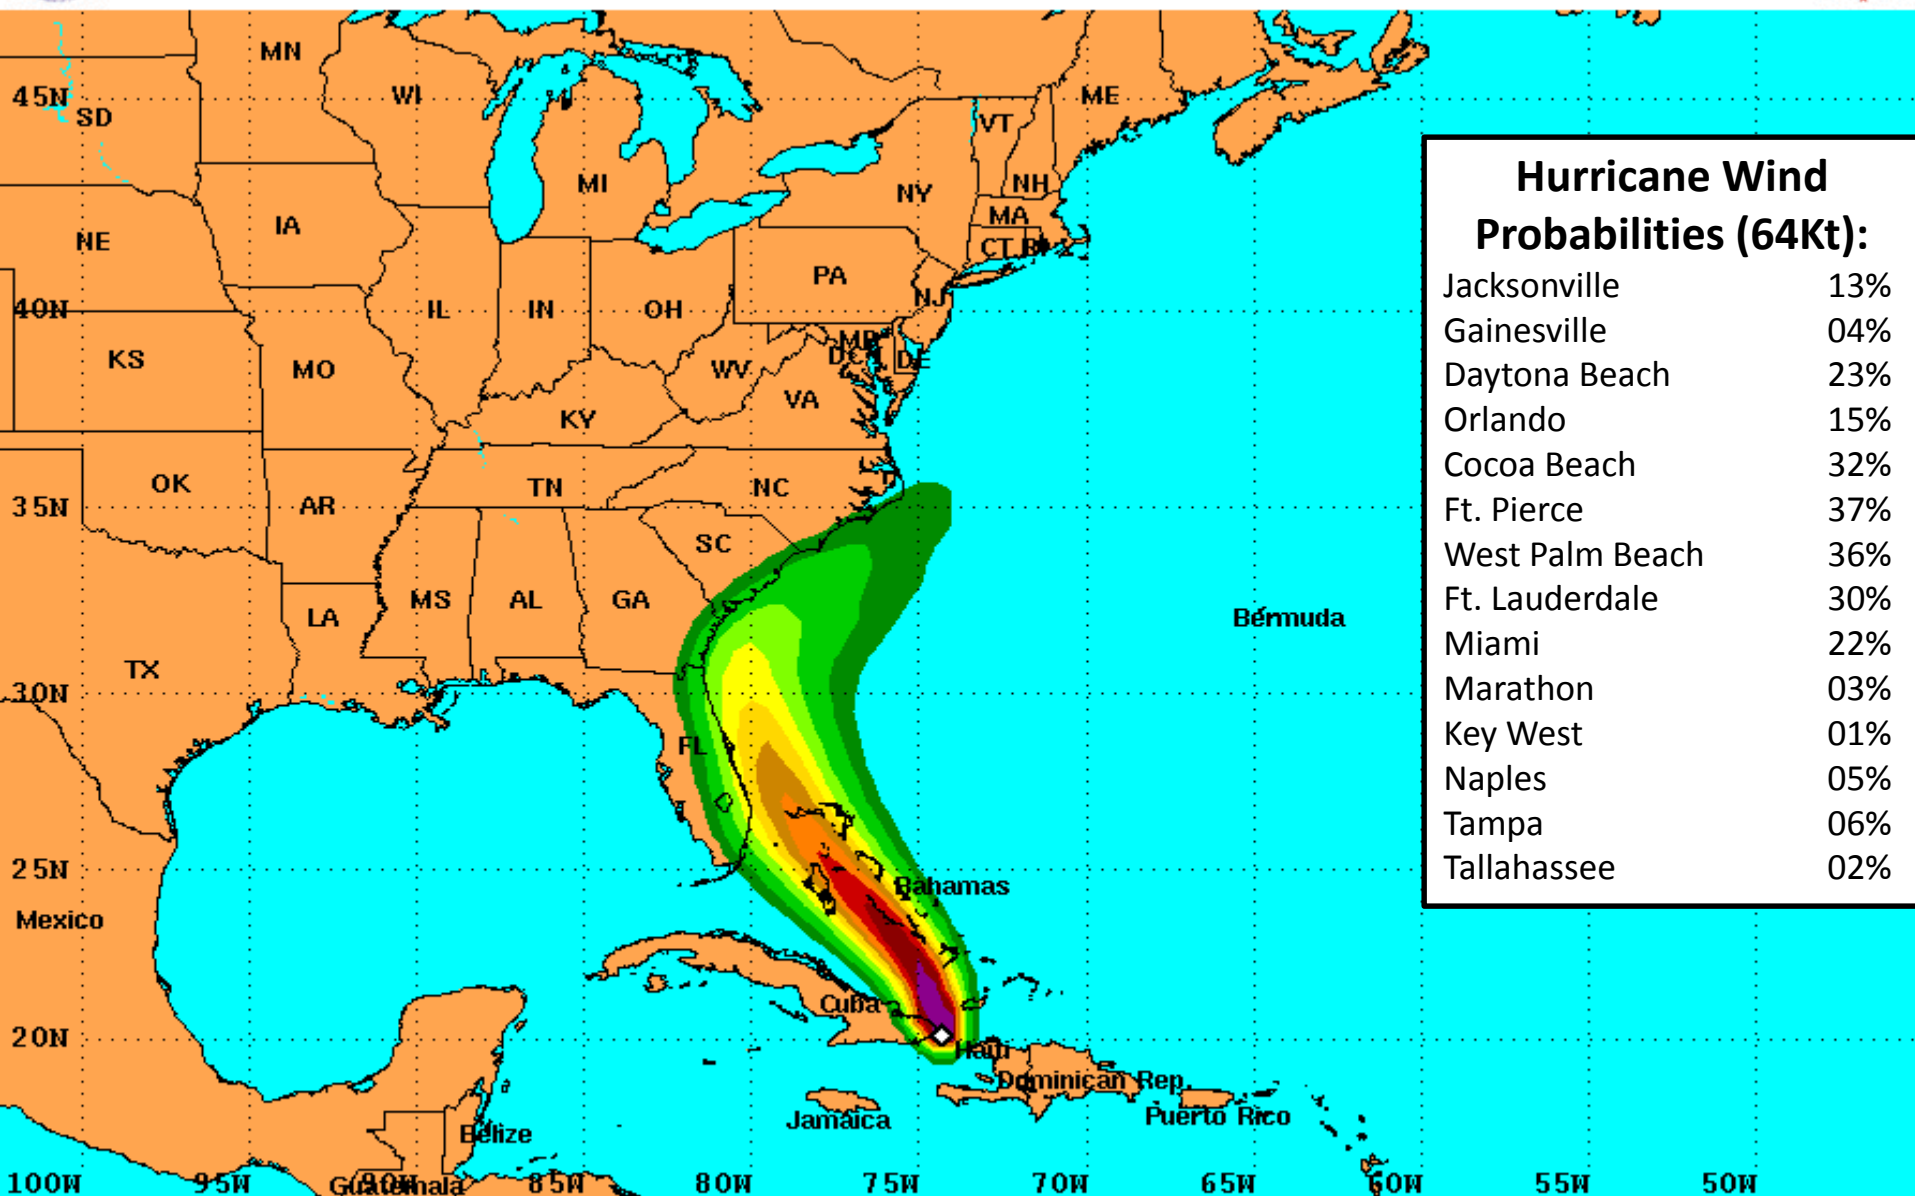 MN
WI
ME
45N
SD
VT
MI
NH
NY
MA
IA
NE
CT
PA
NJ
40N
IL
IN
OH
MD
DC
DE
KS
MO
WV
VA
KY
OK
TN
NC
AR
35N
SC
MS
AL
GA
LA
Bermuda
TX
30N
FL
25N
Bahamas
Mexico
Cuba
20N
Haiti
Dominican Rep.
Jamaica
Puerto Rico
Belize
Guatemala
100W 95W 90W 85W 80W 75W 70W 65W 60W 55W 50W
Hurricane Wind
Probabilities (64Kt):
Jacksonville 13%
Gainesville 04%
Daytona Beach 23%
Orlando 15%
Cocoa Beach 32%
Ft. Pierce 37%
West Palm Beach 36%
Ft. Lauderdale 30%
Miami 22%
Marathon 03%
Key West 01%
Naples 05%
Tampa 06%
Tallahassee 02%